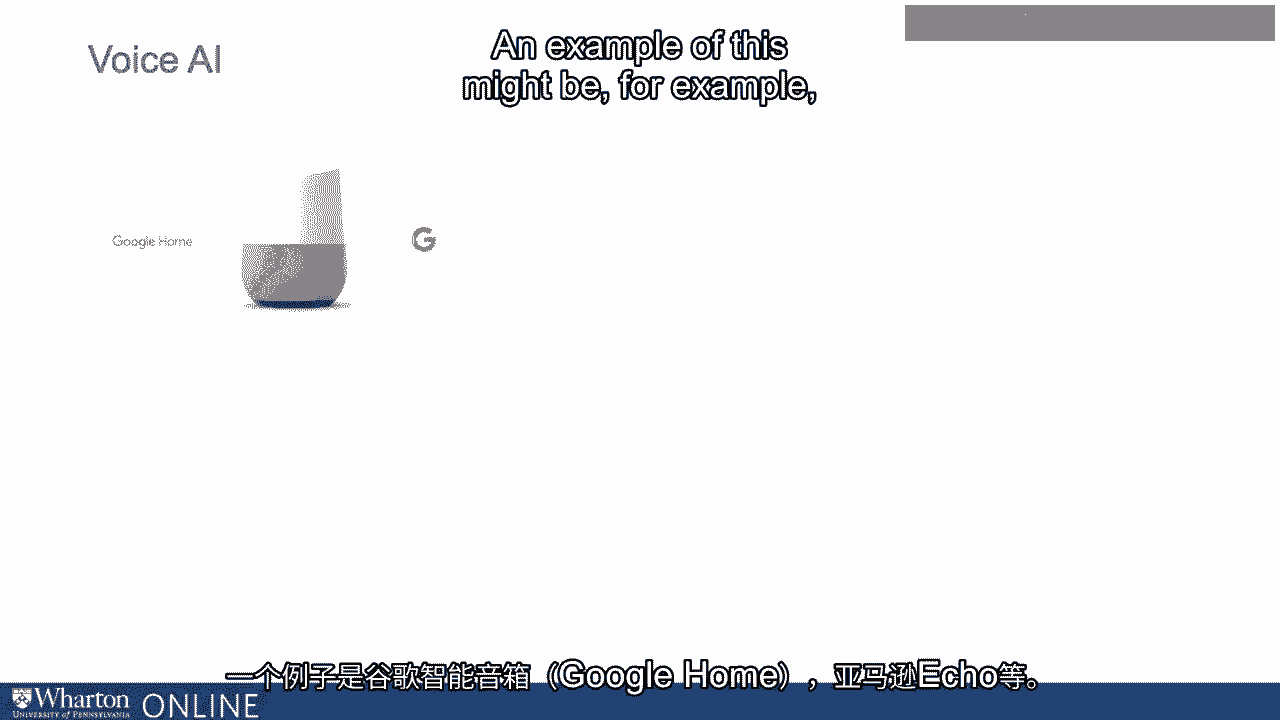 Voice AI
An example of this
might be, for example,
Google Home
G
一个例子是谷歌智能音箱（Google Home），亚马逊Echo等。
Wharton
UNIVERSITY of PENNSYLVANIA
ONLINE